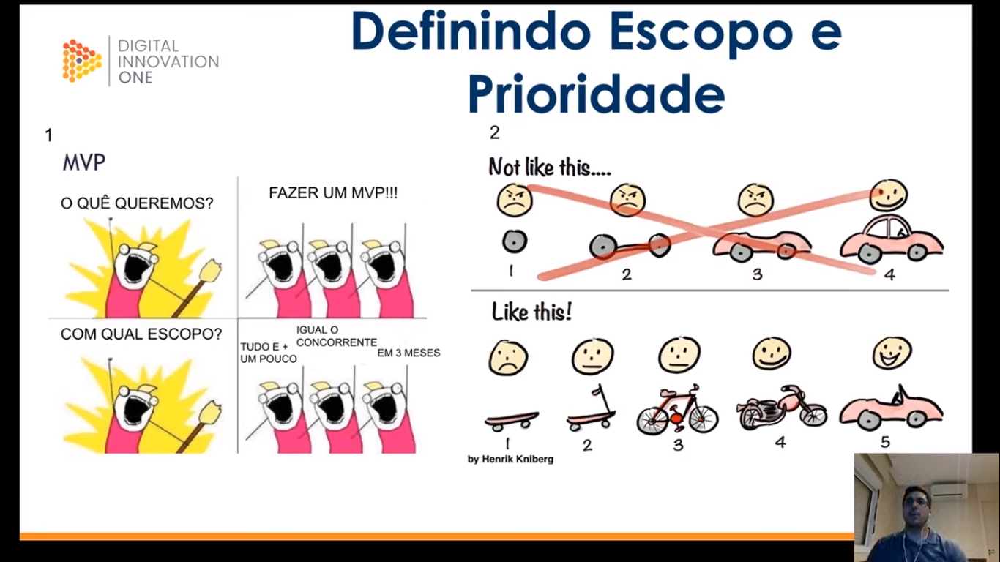 DIGITAL
INNOVATION
ONE
Definindo Escopo e
Prioridade
1
MVP
O QUÊ QUEREMOS?
FAZER UM MVP!!!
COM QUAL ESCOPO?
TUDO E +
UM POUCO
IGUAL O
CONCORRENTE
EM 3 MESES
2
Not like this....
1
2
3
4
Like this!
1
2
3
4
5
by Henrik Kniberg